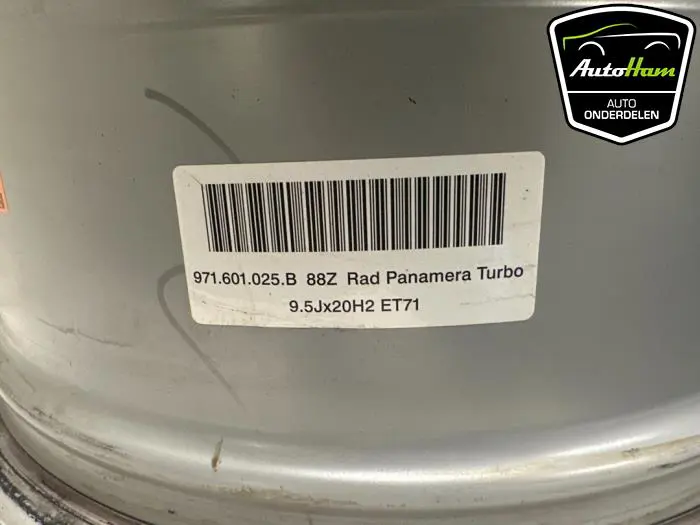 AutoHam
AUTO
ONDERDELEN
971.601.025.B 88Z Rad Panamera Turbo
9.5Jx20H2 ET71